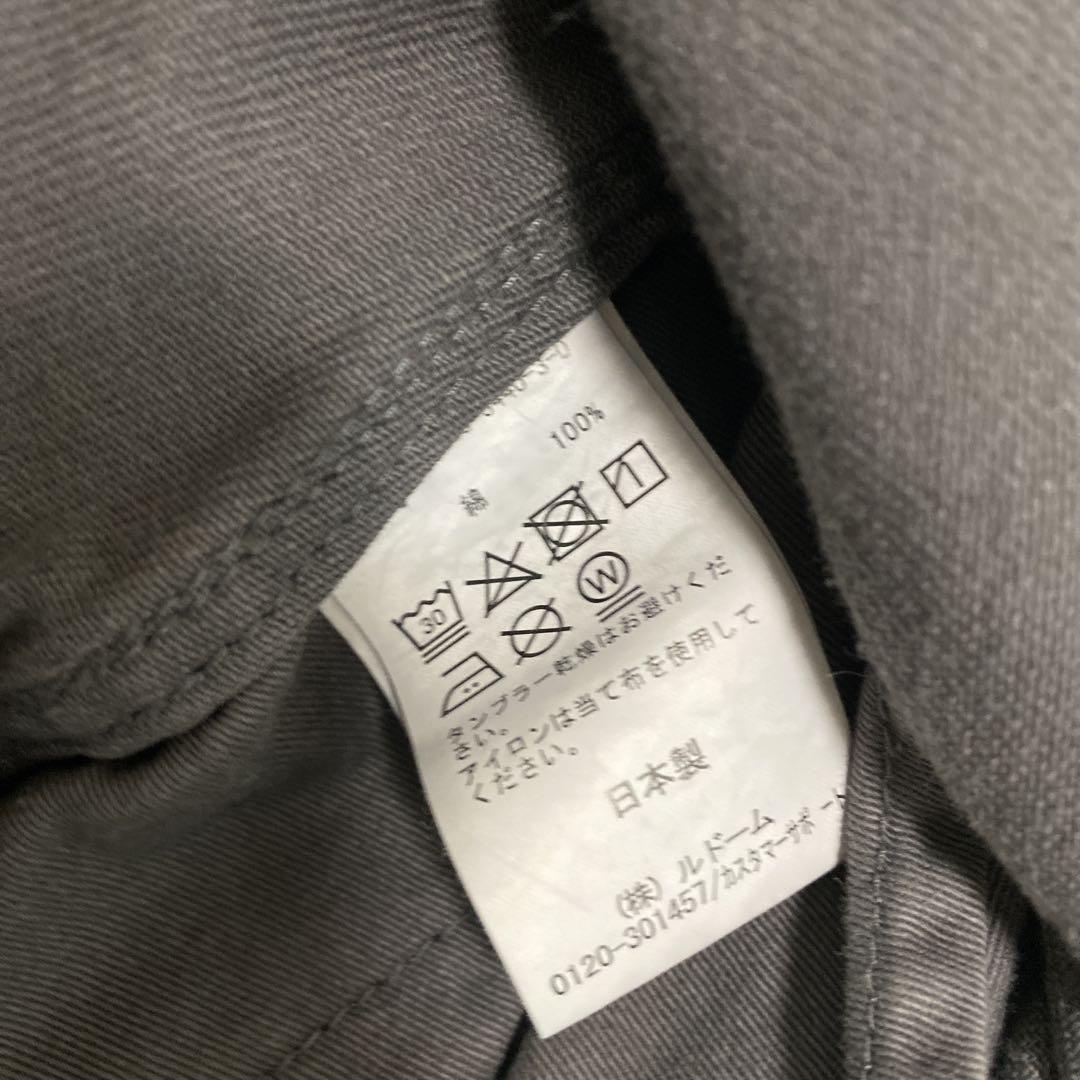 綿 100%
30
W
タンブラー乾燥はお避けくだ
さい。
アイロンは当て布を使用して
ください。
日本製
(株) ルドーム
0120-301457/カスタマーサポート